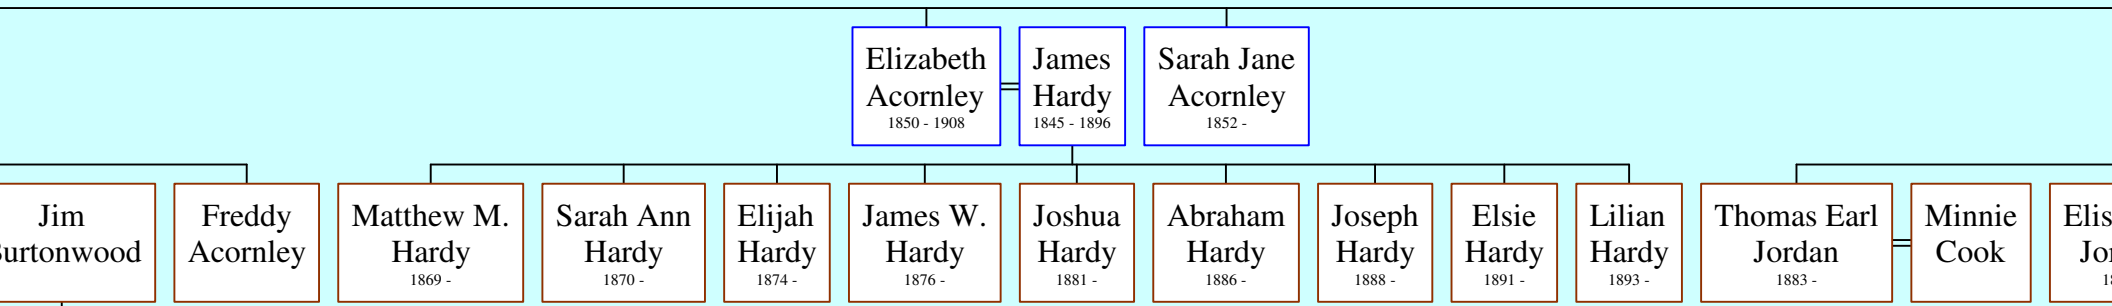 Elizabeth
Acornley
1850 - 1908
James
Hardy
1845 - 1896
Sarah Jane
Acornley
1852 -
Jim
Freddy
Acornley
Matthew M.
Hardy
1869 -
Sarah Ann
Hardy
1870 -
Elijah
Hardy
1874 -
James W.
Hardy
1876 -
Joshua
Hardy
1881 -
Abraham
Hardy
1886 -
Joseph
Hardy
1888 -
Elsie
Hardy
1891 -
Lilian
Hardy
1893 -
Thomas Earl
Jordan
1883 -
Minnie
Cook